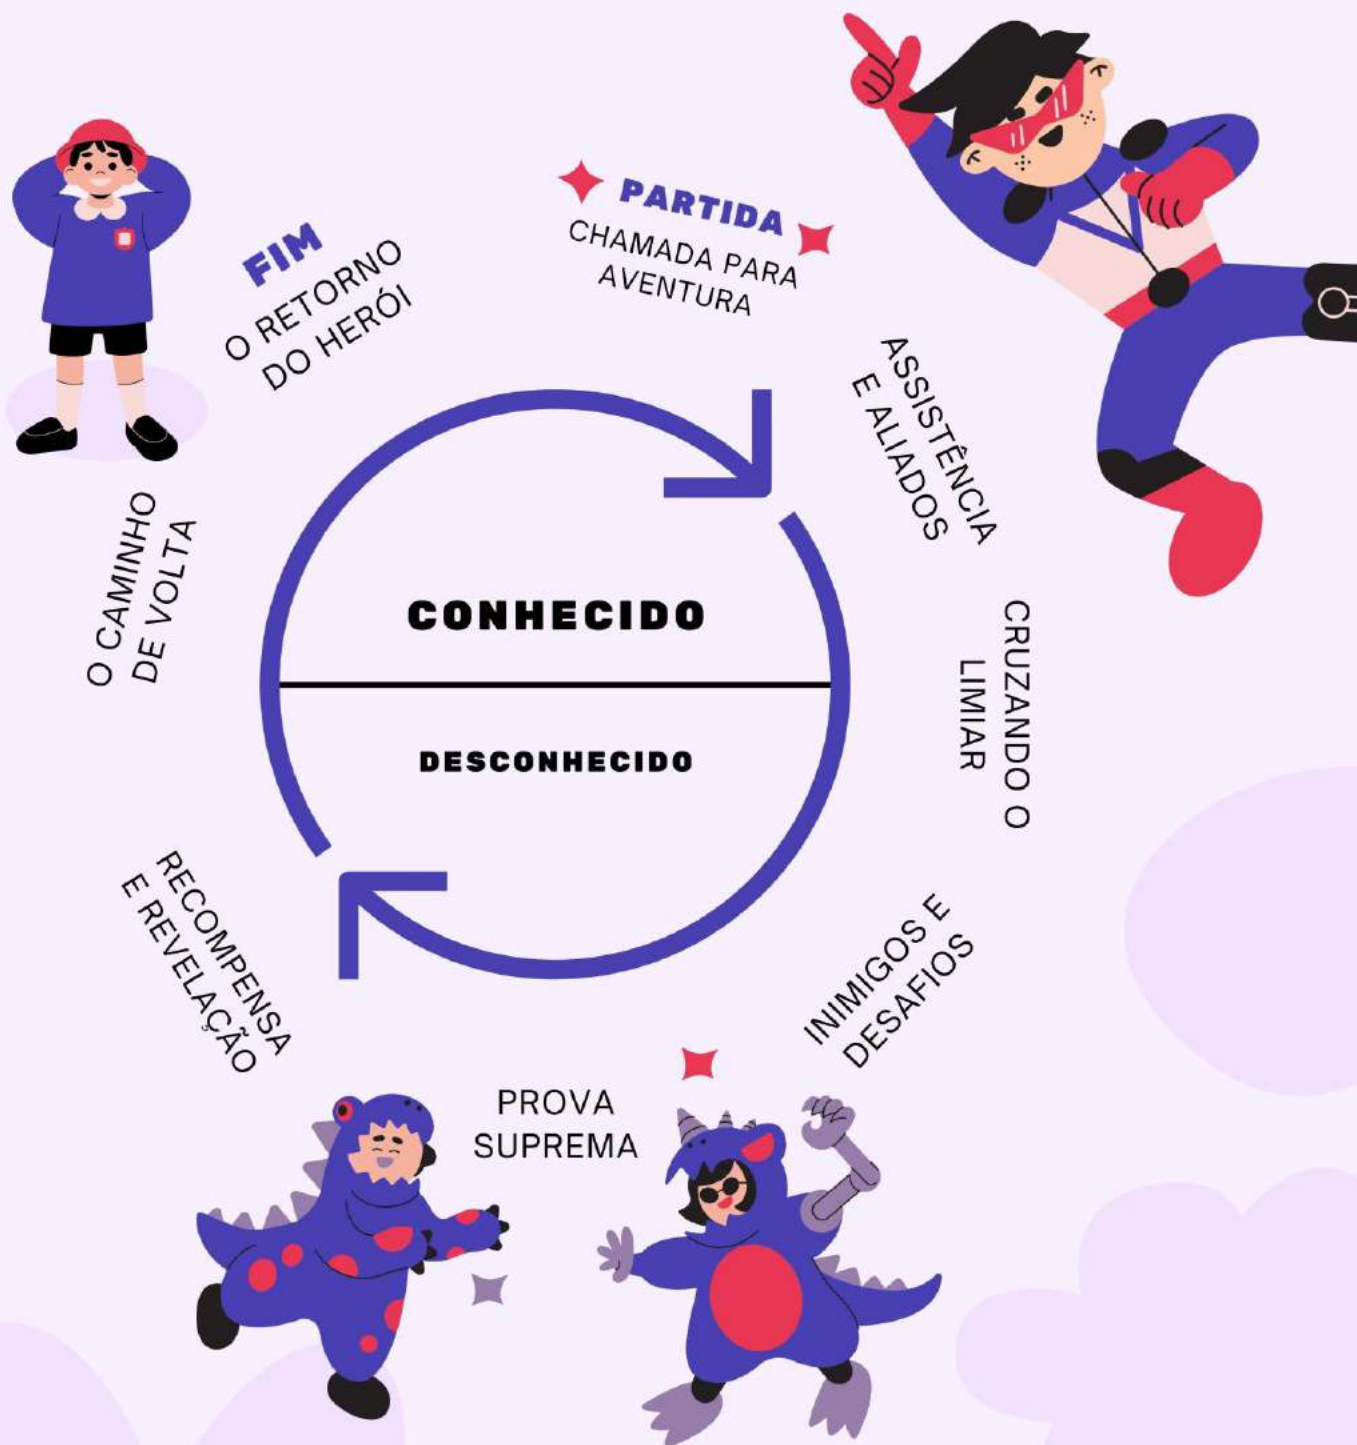 PARTIDA
CHAMADA PARA
AVENTURA
ASSISTÊNCIA
E ALIADOS
CRUZANDO O
LIMIAR
INIMIGOS E
DESAFIOS
PROVA
SUPREMA
RECOMPENSA
E REVELAÇÃO
O CAMINHO
DE VOLTA
FIM
O RETORNO
DO HERÓI
CONHECIDO
DESCONHECIDO